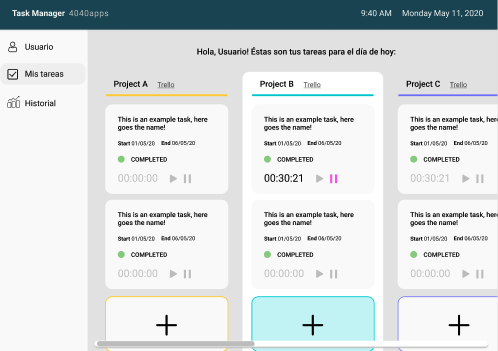 Task Manager 4040apps
9:40 AM Monday May 11, 2020
Usuario
Mis tareas
Historial
Hola, Usuario! Éstas son tus tareas para el día de hoy:
Project A Trello
This is an example task, here
goes the name!
Start 01/05/20 End 06/05/20
COMPLETED
00:00:00
This is an example task, here
goes the name!
Start 01/05/20 End 06/05/20
COMPLETED
00:00:00
Project B Trello
This is an example task, here
goes the name!
Start 01/05/20 End 06/05/20
COMPLETED
00:30:21
This is an example task, here
goes the name!
Start 01/05/20 End 06/05/20
COMPLETED
00:00:00
Project C Trello
This is an example task, here
goes the name!
Start 01/05/20 End 06/05/20
COMPLETED
00:30:21
This is an example task, here
goes the name!
Start 01/05/20 End 06/05/20
COMPLETED
00:00:00